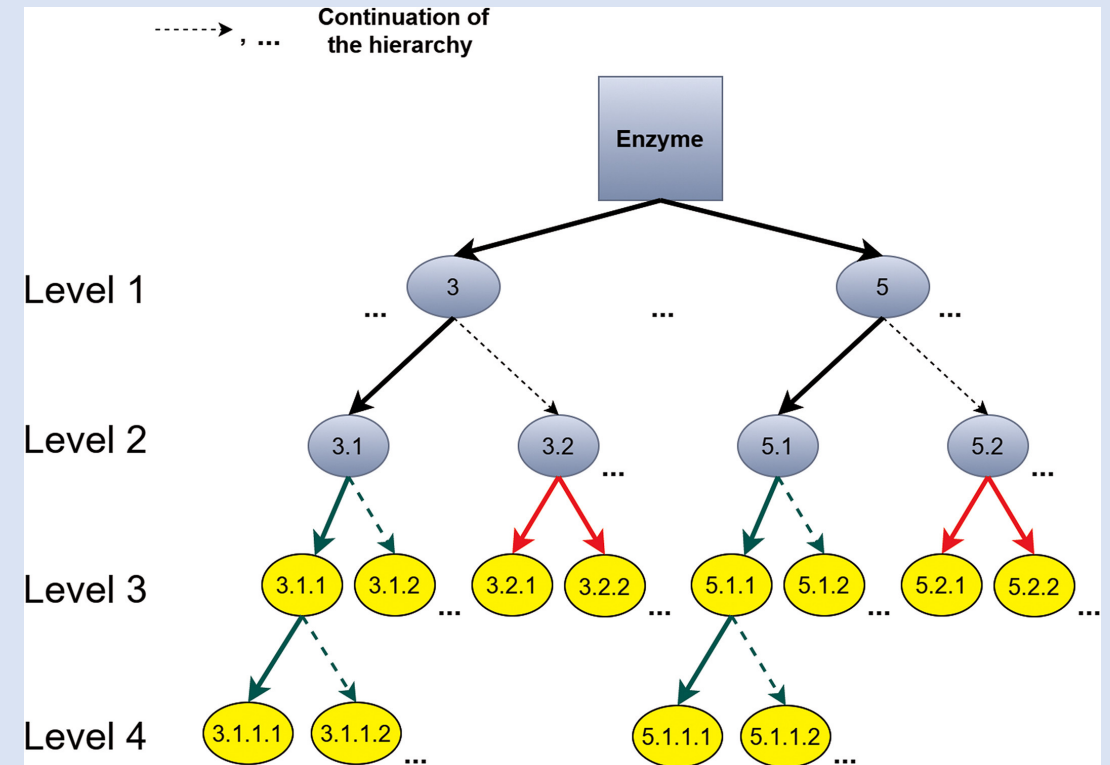 , ... Continuation of
the hierarchy
Enzyme
Level 1
... 3 ... 5 ...
Level 2
3.1 3.2 ... 5.1 5.2 ...
Level 3
3.1.1 3.1.2 ... 3.2.1 3.2.2 ... 5.1.1 5.1.2 ... 5.2.1 5.2.2 ...
Level 4
3.1.1.1 3.1.1.2 ... 5.1.1.1 5.1.1.2 ...